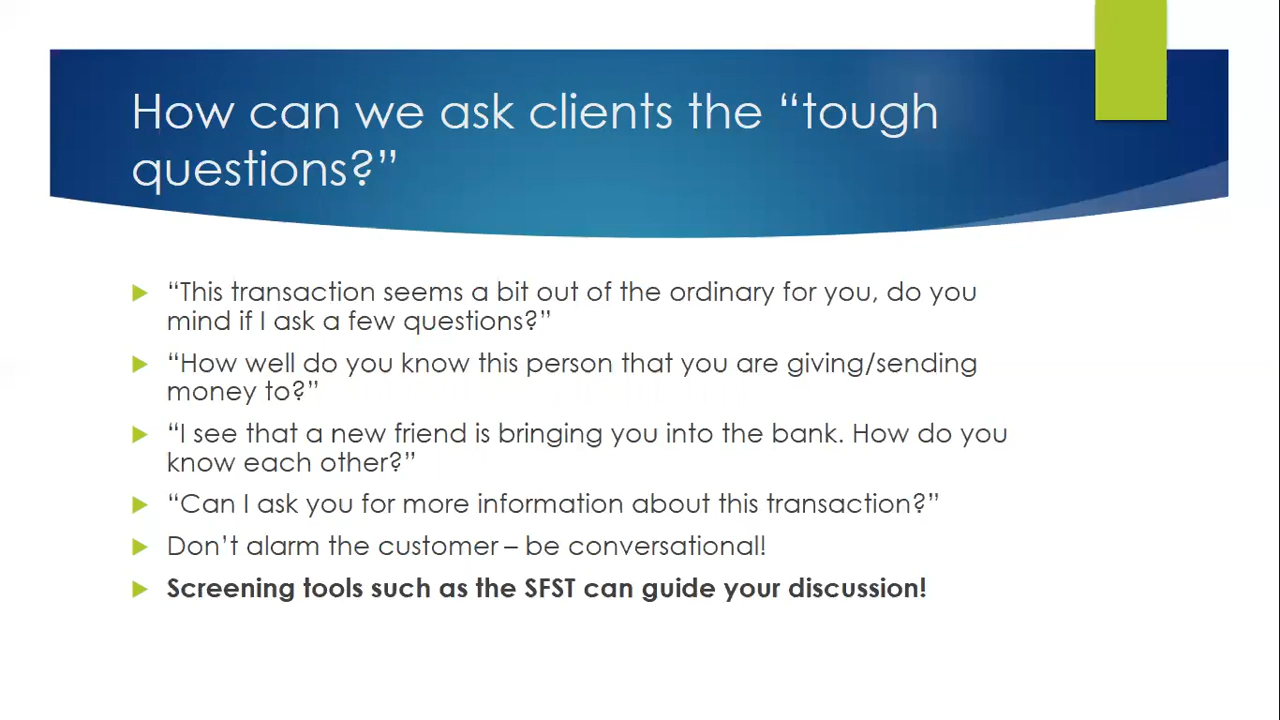 How can we ask clients the “tough
questions?”
“This transaction seems a bit out of the ordinary for you, do you
mind if I ask a few questions?”
“How well do you know this person that you are giving/sending
money to?”
“I see that a new friend is bringing you into the bank. How do you
know each other?”
“Can I ask you for more information about this transaction?”
Don’t alarm the customer – be conversational!
Screening tools such as the SFST can guide your discussion!